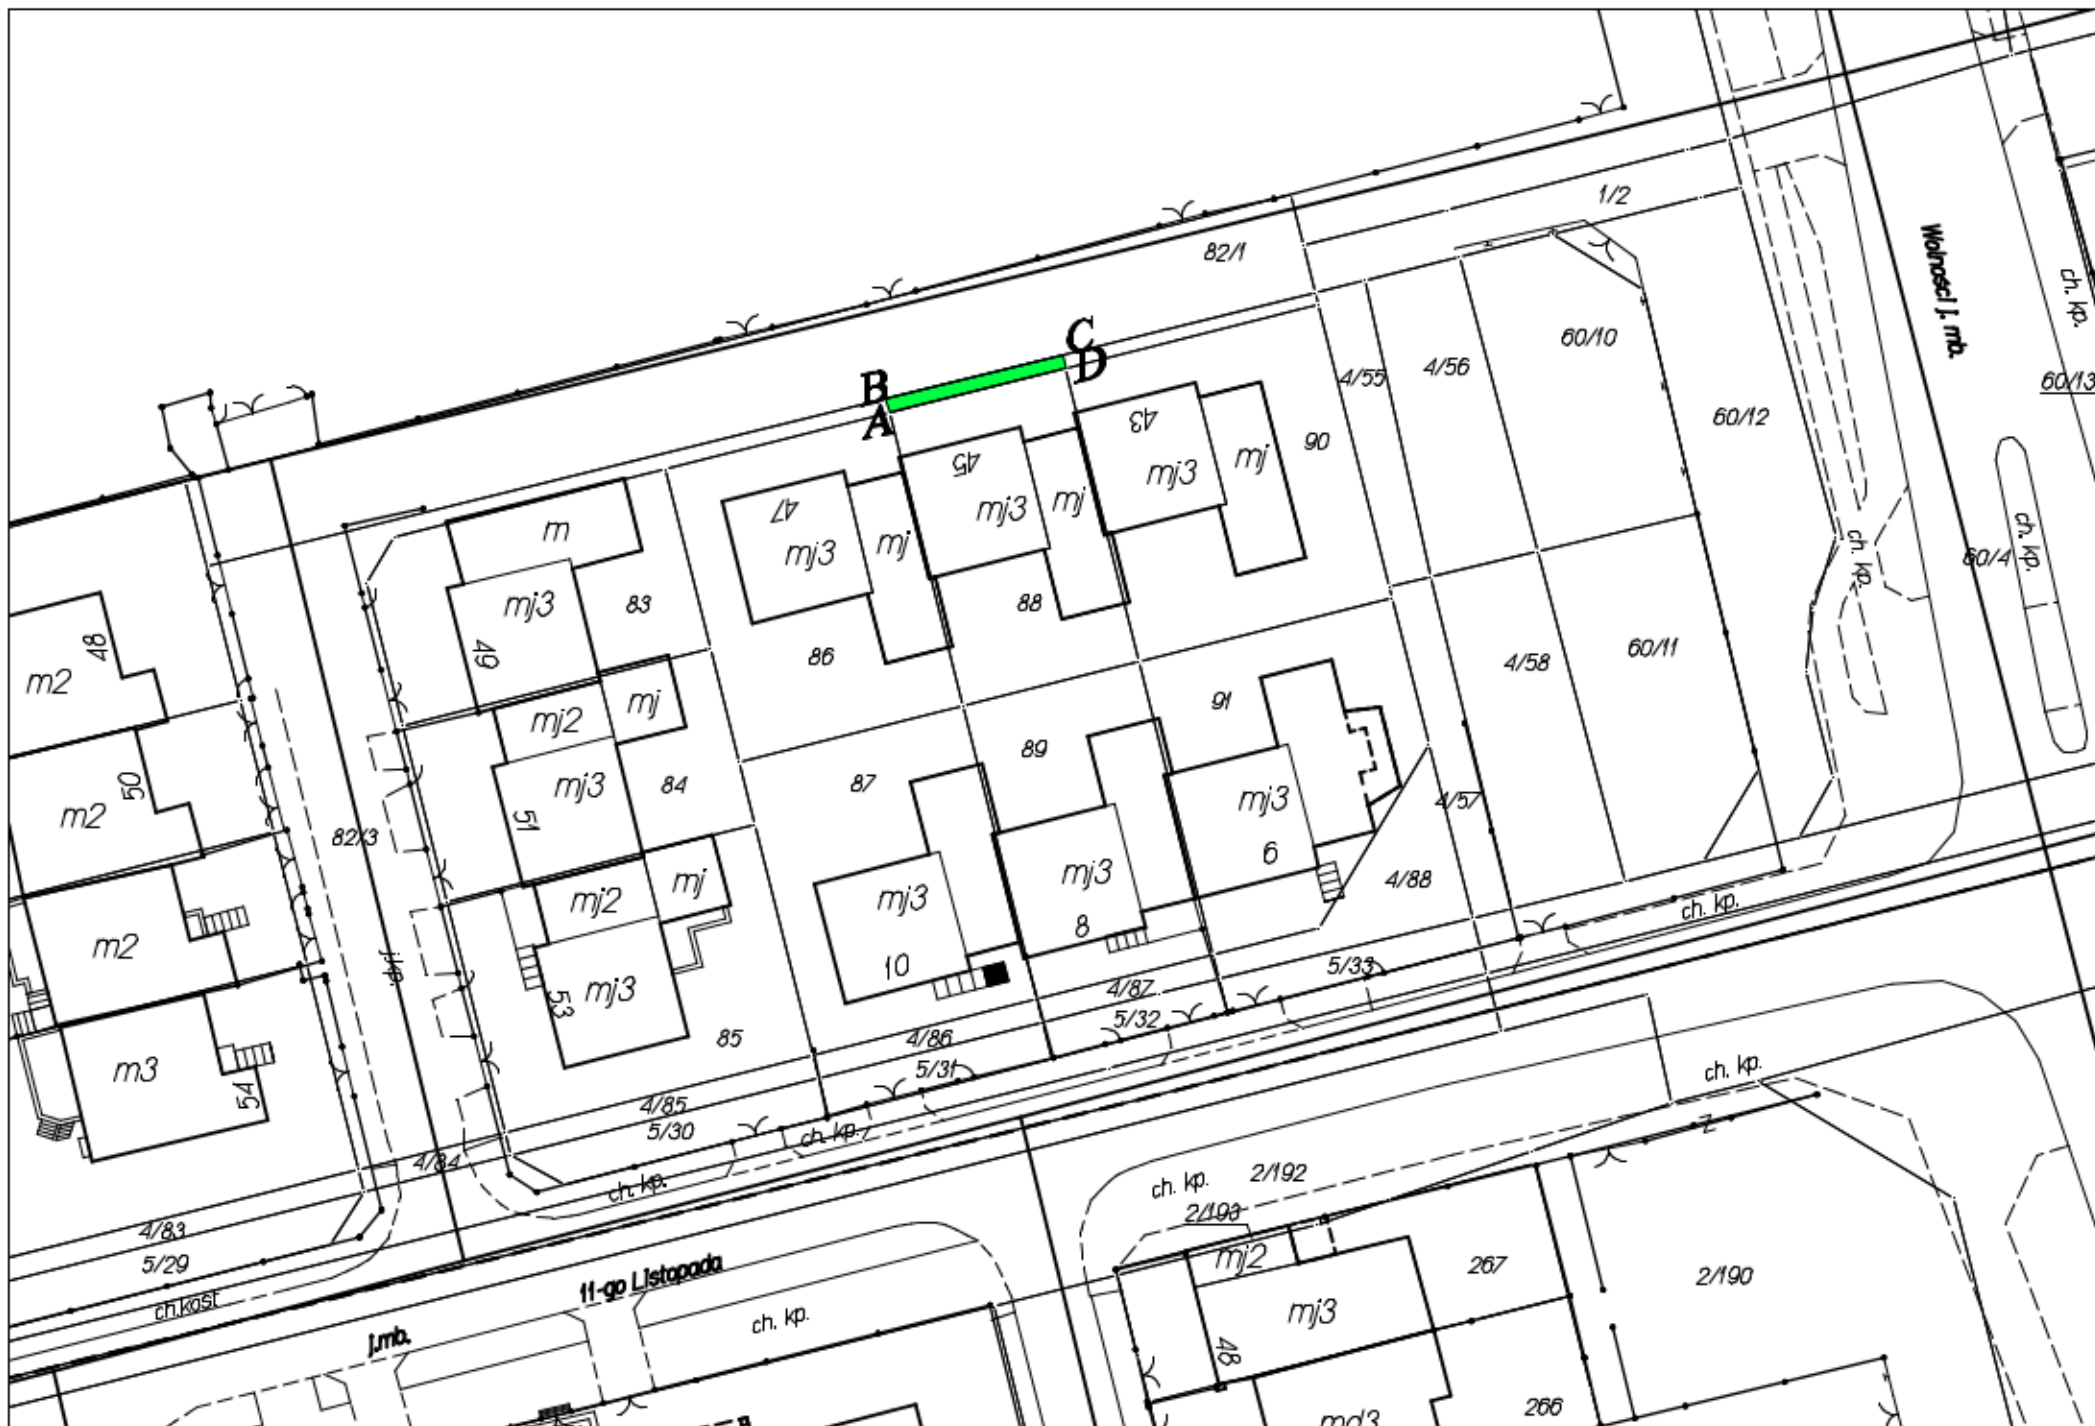 1/2
82/1
Wolności j. mb.
ch. kp.
60/10
C
D
B
A
4/55
4/56
60/13
60/12
43
90
mj
mj3
45
mj3
mj
47
mj3
mj
m
mj3
83
49
88
86
48
m2
ch. kp.
ch. kp.
60/4
4/58
60/11
91
mj2
mj
mj3
84
51
89
87
50
m2
82/3
mj3
6
4/57
4/88
mj3
8
mj3
10
mj2
mj
mj3
53
m2
j.kp.
ch. kp.
5/33
4/87
5/32
4/86
5/31
85
m3
54
4/85
5/30
ch. kp.
4/84
ch. kp.
ch. kp.
ch. kp.
2/192
2/193
4/83
5/29
ch.kost
11-go Listopada
j.mb.
ch. kp.
mj2
mj3
48
267
2/190
266
md3